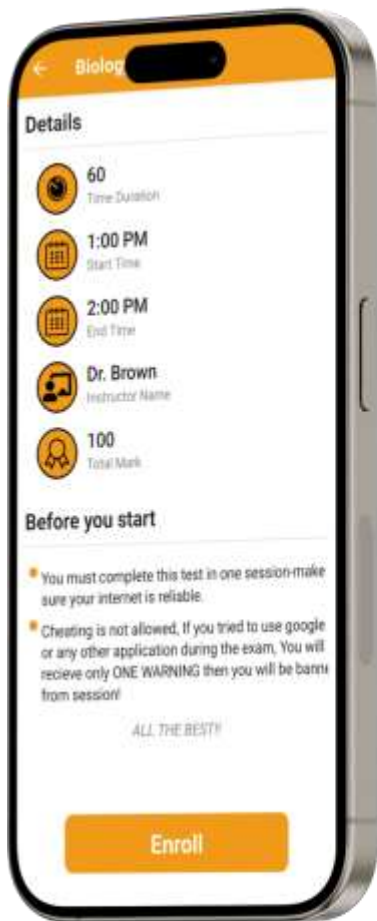 Biolog
Details
60
Time Duration
1:00 PM
Start Time
2:00 PM
End Time
Dr. Brown
Instructor Name
100
Total Mark
Before you start
You must complete this test in one session-make
sure your internet is reliable.
Cheating is not allowed, If you tried to use google
or any other application during the exam, You will
recieve only ONE WARNING then you will be banne
from session!
ALL THE BEST!!
Enroll